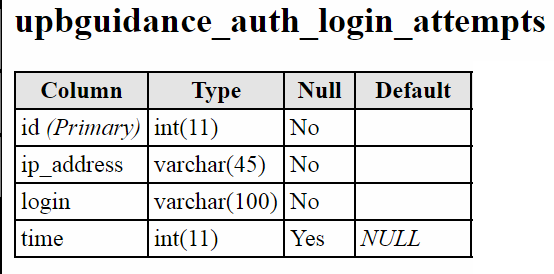 upbguidance_auth_login_attempts
Column Type Null Default
id (Primary) int(11) No
ip_address varchar(45) No
login varchar(100) No
time int(11) Yes NULL